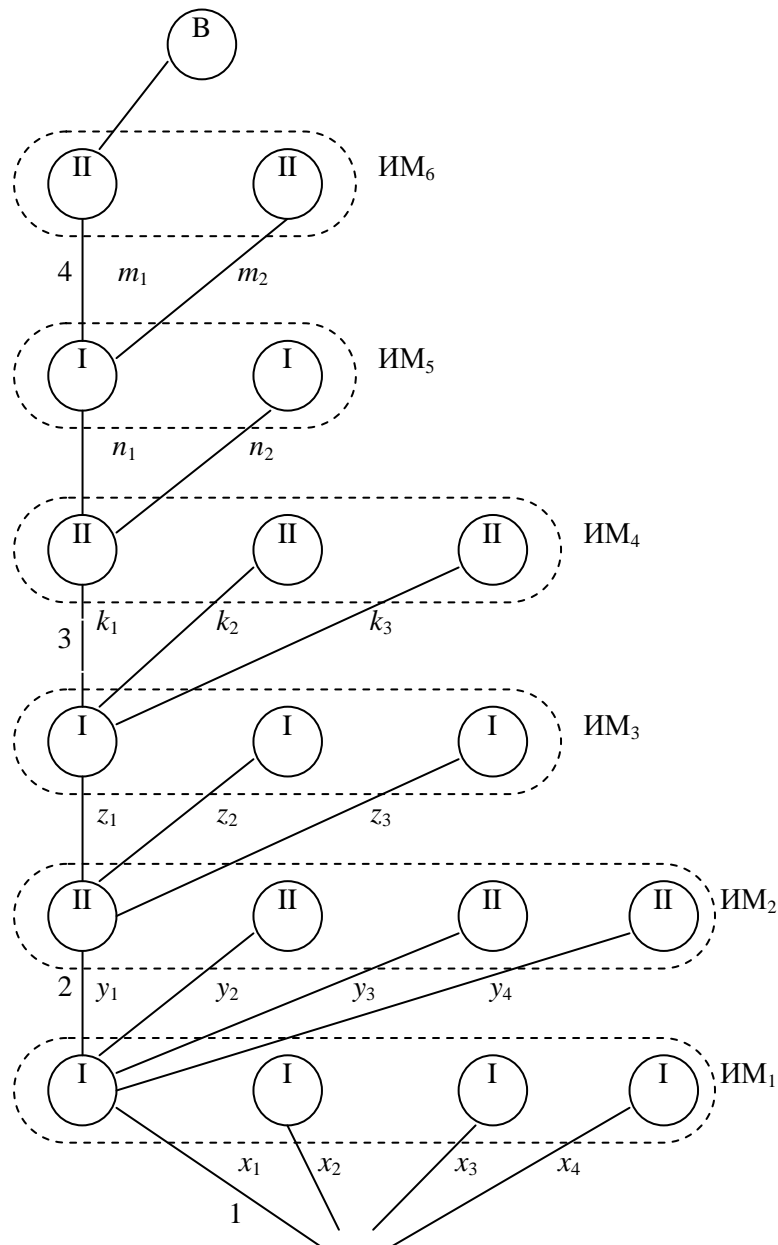 В
II II ИМ₆
4 m₁ m₂
I I ИМ₅
n₁ n₂
II II II ИМ₄
k₁ k₂ k₃
3
I I I ИМ₃
z₁ z₂ z₃
II II II II ИМ₂
2 y₁ y₂ y₃ y₄
I I I I ИМ₁
x₁ x₂ x₃ x₄
1